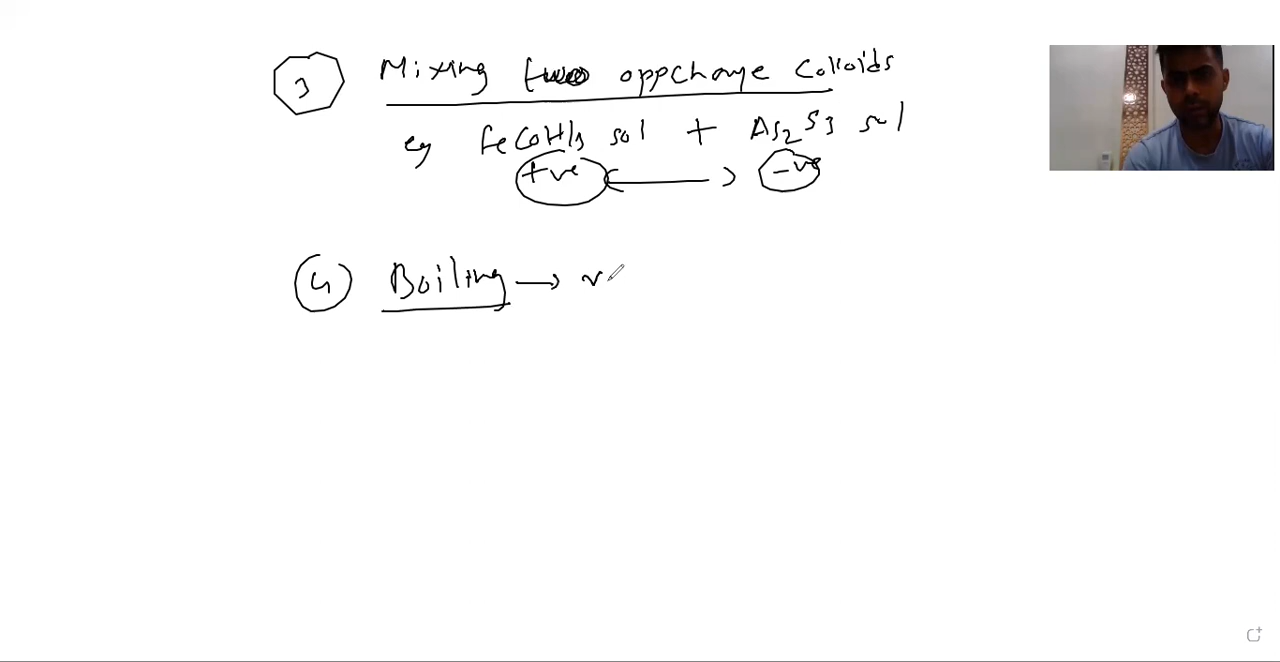 3 Mixing two opp charge colloids
eg Fe(OH)3 sol + As2S3 sol
+ve ⟷ -ve
4 Boiling →